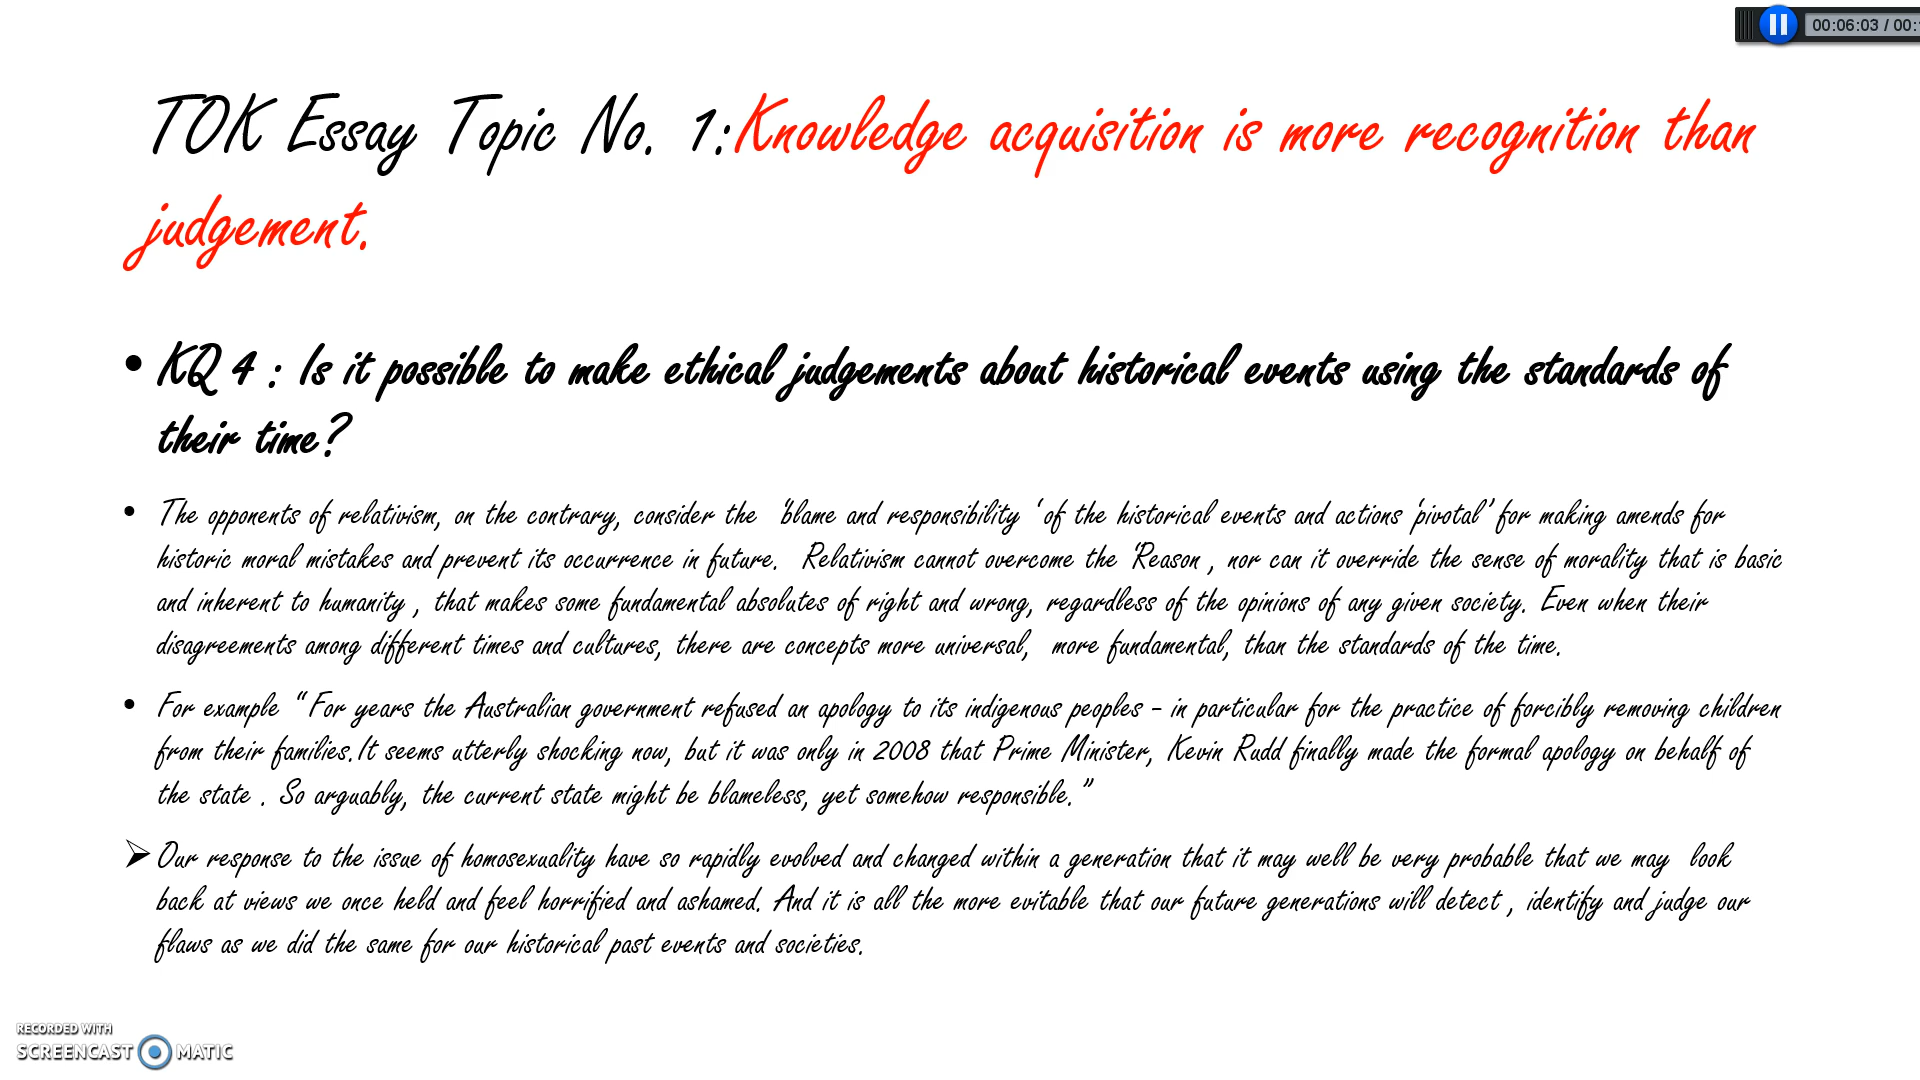 00:06:03 / 00:
TOK Essay Topic No. 1:Knowledge acquisition is more recognition than
judgement.
• KQ 4 : Is it possible to make ethical judgements about historical events using the standards of
their time?
• The opponents of relativism, on the contrary, consider the 'blame and responsibility ' of the historical events and actions 'pivotal' for making amends for
historic moral mistakes and prevent its occurrence in future. Relativism cannot overcome the 'Reason , nor can it override the sense of morality that is basic
and inherent to humanity , that makes some fundamental absolutes of right and wrong, regardless of the opinions of any given society. Even when their
disagreements among different times and cultures, there are concepts more universal, more fundamental, than the standards of the time.
• For example “ For years the Australian government refused an apology to its indigenous peoples - in particular for the practice of forcibly removing children
from their families.It seems utterly shocking now, but it was only in 2008 that Prime Minister, Kevin Rudd finally made the formal apology on behalf of
the state . So arguably, the current state might be blameless, yet somehow responsible.”
➢ Our response to the issue of homosexuality have so rapidly evolved and changed within a generation that it may well be very probable that we may look
back at views we once held and feel horrified and ashamed. And it is all the more evitable that our future generations will detect , identify and judge our
flaws as we did the same for our historical past events and societies.
RECORDED WITH
SCREENCAST MATIC